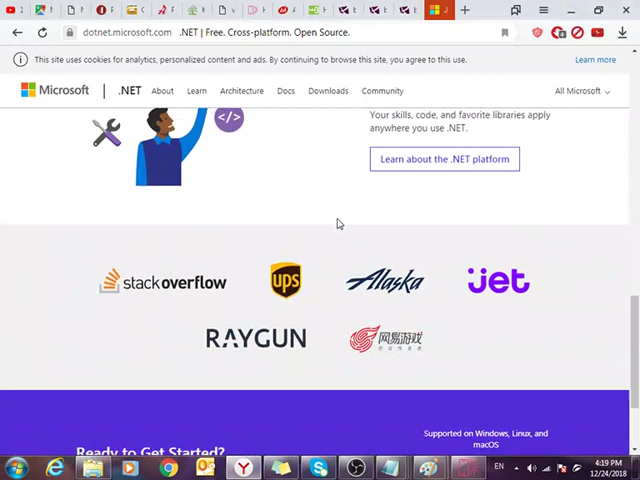 dotnet.microsoft.com .NET | Free. Cross-platform. Open Source.
This site uses cookies for analytics, personalized content and ads. By continuing to browse this site, you agree to this use.
Learn more
Microsoft
.NET
About
Learn
Architecture
Docs
Downloads
Community
All Microsoft
Your skills, code, and favorite libraries apply
anywhere you use .NET.
</>
Learn about the .NET platform
stackoverflow
ups
Alaska
jet
RAYGUN
网易游戏
Supported on Windows, Linux, and
macOS
Ready to Get Started?
EN
4:19 PM
12/24/2018